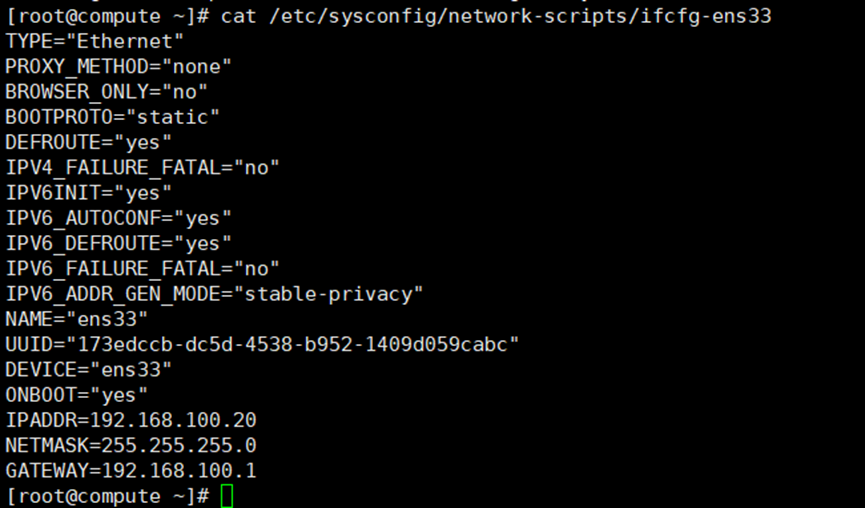 [root@compute ~]# cat /etc/sysconfig/network-scripts/ifcfg-ens33
TYPE="Ethernet"
PROXY_METHOD="none"
BROWSER_ONLY="no"
BOOTPROTO="static"
DEFROUTE="yes"
IPV4_FAILURE_FATAL="no"
IPV6INIT="yes"
IPV6_AUTOCONF="yes"
IPV6_DEFROUTE="yes"
IPV6_FAILURE_FATAL="no"
IPV6_ADDR_GEN_MODE="stable-privacy"
NAME="ens33"
UUID="173edccb-dc5d-4538-b952-1409d059cabc"
DEVICE="ens33"
ONBOOT="yes"
IPADDR=192.168.100.20
NETMASK=255.255.255.0
GATEWAY=192.168.100.1
[root@compute ~]#